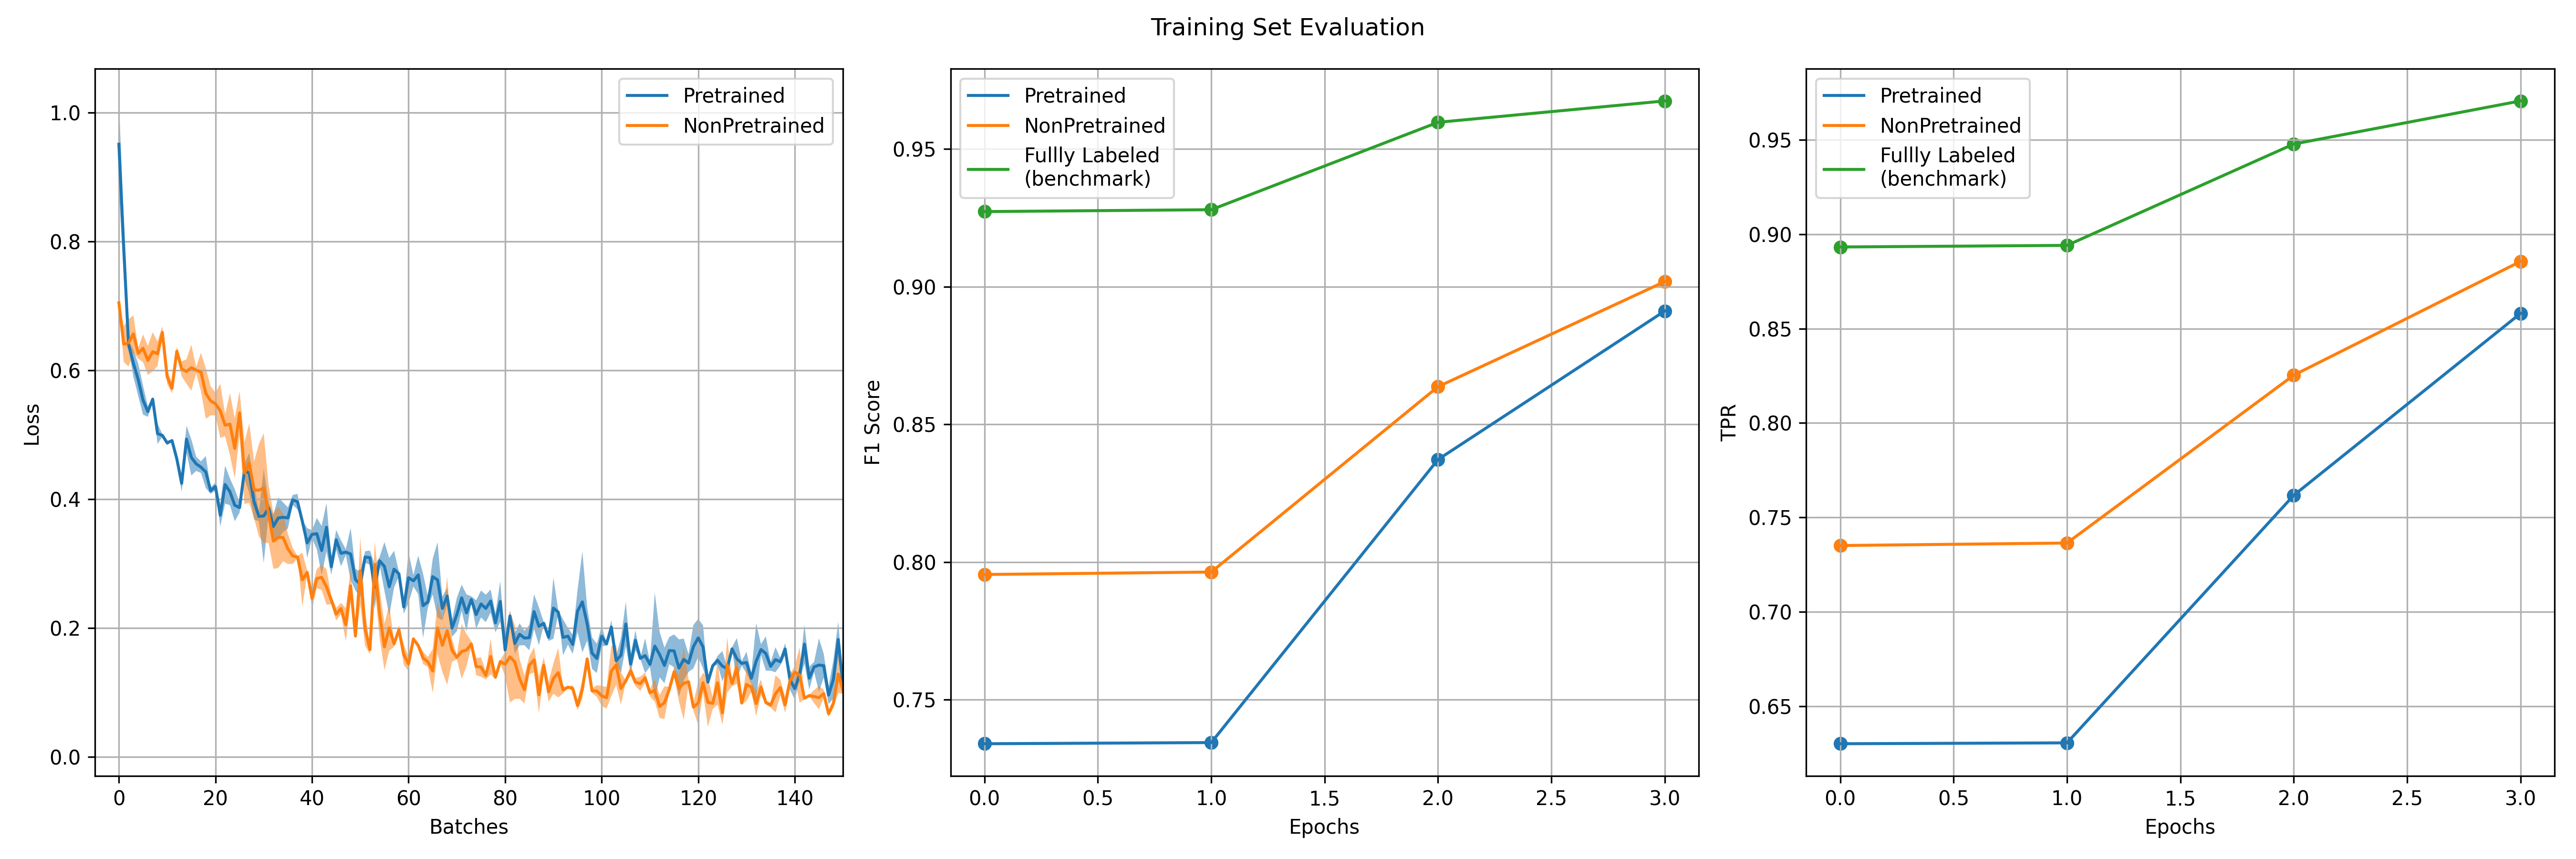 Training Set Evaluation
Pretrained
NonPretrained
1.0
0.8
0.6
0.4
0.2
0.0
Loss
0
20
40
60
80
100
120
140
Batches
Pretrained
NonPretrained
Fullly Labeled
(benchmark)
0.95
0.90
0.85
0.80
0.75
F1 Score
0.0
0.5
1.0
1.5
2.0
2.5
3.0
Epochs
Pretrained
NonPretrained
Fullly Labeled
(benchmark)
0.95
0.90
0.85
0.80
0.75
0.70
0.65
TPR
0.0
0.5
1.0
1.5
2.0
2.5
3.0
Epochs